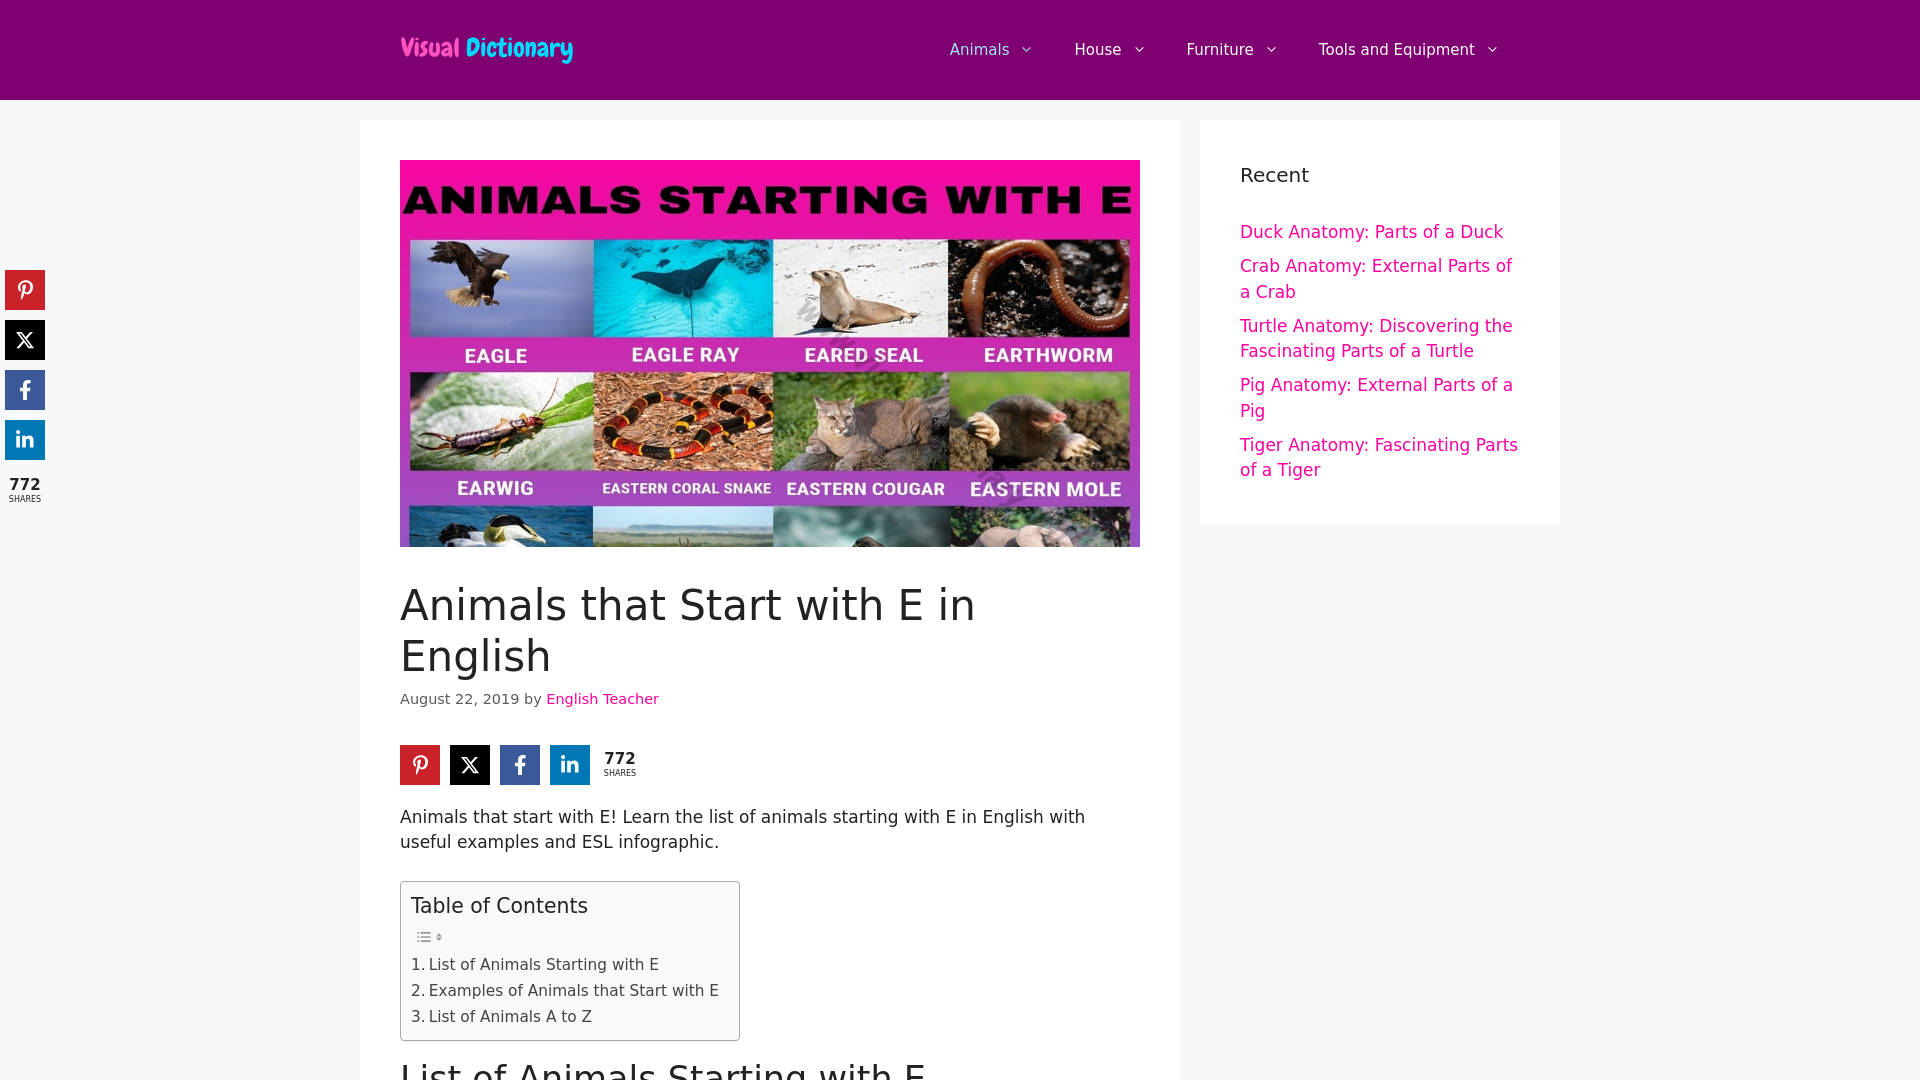 Visual Dictionary
Animals
House
Furniture
Tools and Equipment
ANIMALS STARTING WITH E
EAGLE
EAGLE RAY
EARED SEAL
EARTHWORM
EARWIG
EASTERN CORAL SNAKE
EASTERN COUGAR
EASTERN MOLE
772
SHARES
Animals that Start with E in
English
August 22, 2019 by English Teacher
772
SHARES
Animals that start with E! Learn the list of animals starting with E in English with
useful examples and ESL infographic.
Table of Contents
1. List of Animals Starting with E
2. Examples of Animals that Start with E
3. List of Animals A to Z
List of Animals Starting with E
Recent
Duck Anatomy: Parts of a Duck
Crab Anatomy: External Parts of
a Crab
Turtle Anatomy: Discovering the
Fascinating Parts of a Turtle
Pig Anatomy: External Parts of a
Pig
Tiger Anatomy: Fascinating Parts
of a Tiger